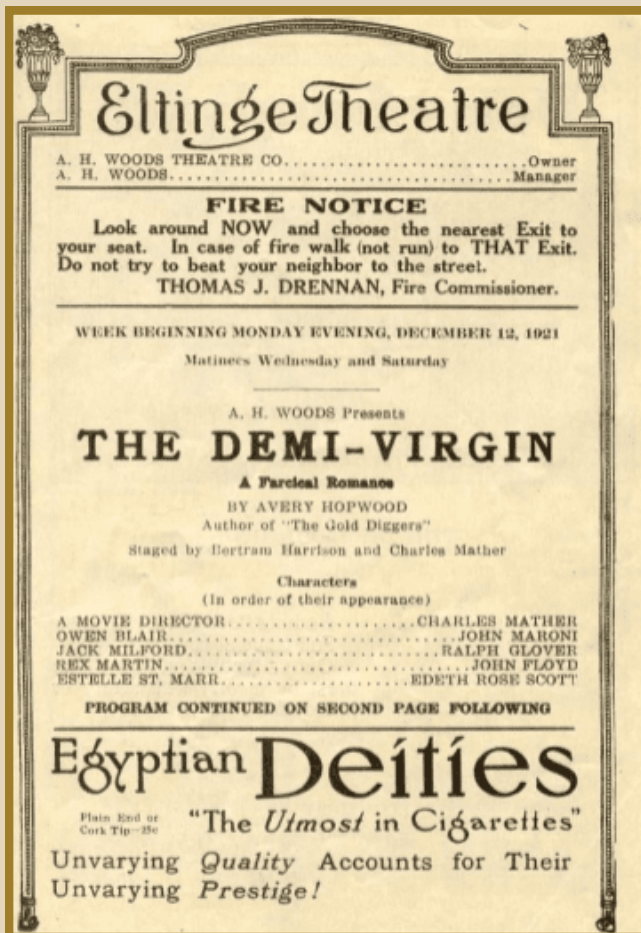 Eltinge Theatre
A. H. WOODS THEATRE CO...........................Owner
A. H. WOODS......................................Manager
FIRE NOTICE
Look around NOW and choose the nearest Exit to
your seat. In case of fire walk (not run) to THAT Exit.
Do not try to beat your neighbor to the street.
THOMAS J. DRENNAN, Fire Commissioner.
WEEK BEGINNING MONDAY EVENING, DECEMBER 12, 1921
Matinees Wednesday and Saturday
A. H. WOODS Presents
THE DEMI-VIRGIN
A Farcical Romance
BY AVERY HOPWOOD
Author of "The Gold Diggers"
Staged by Bertram Harrison and Charles Mather
Characters
(In order of their appearance)
A MOVIE DIRECTOR.....................CHARLES MATHER
OWEN BLAIR................................JOHN MARONI
JACK MILFORD............................RALPH GLOVER
REX MARTIN.................................JOHN FLOYD
ESTELLE ST. MARR.....................EDETH ROSE SCOTT
PROGRAM CONTINUED ON SECOND PAGE FOLLOWING
Egyptian Deities
Plain End or
Cork Tip—25c
"The Utmost in Cigarettes"
Unvarying Quality Accounts for Their
Unvarying Prestige!